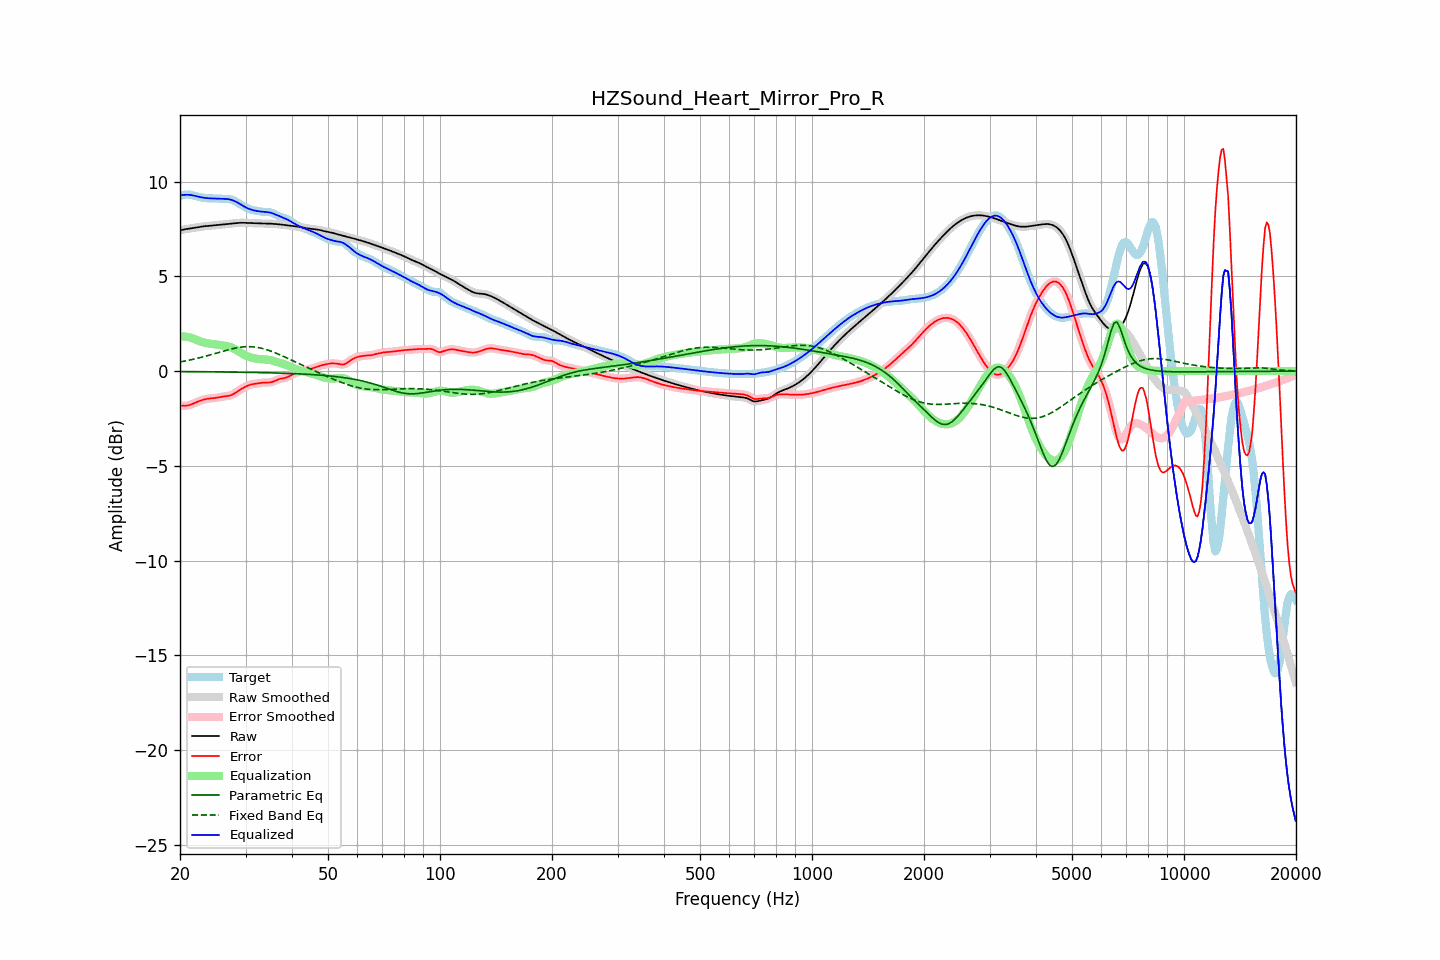 HZSound_Heart_Mirror_Pro_R
Amplitude (dBr)
10
5
0
−5
−10
−15
−20
−25
Target
Raw Smoothed
Error Smoothed
Raw
Error
Equalization
Parametric Eq
Fixed Band Eq
Equalized
20 50 100 200 500 1000 2000 5000 10000 20000
Frequency (Hz)